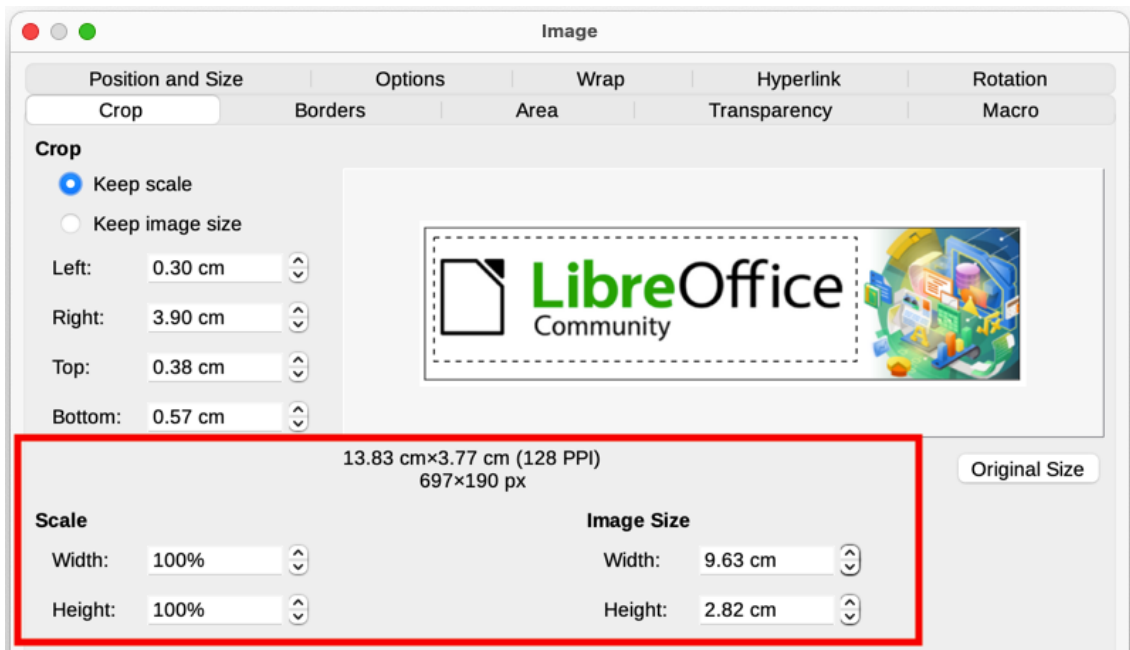 Image
Position and Size Options Wrap Hyperlink Rotation
Crop Borders Area Transparency Macro
Crop
Keep scale
Keep image size
Left: 0.30 cm
Right: 3.90 cm
Top: 0.38 cm
Bottom: 0.57 cm
LibreOffice
Community
13.83 cm×3.77 cm (128 PPI)
697×190 px
Original Size
Scale
Width: 100%
Height: 100%
Image Size
Width: 9.63 cm
Height: 2.82 cm